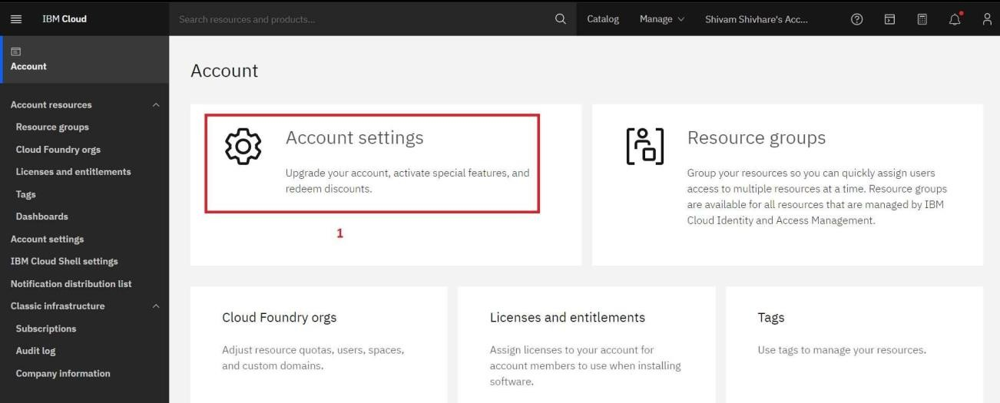 IBM Cloud
Search resources and products...
Catalog
Manage
Shivam Shivhare's Acc...
Account
Account resources
Resource groups
Cloud Foundry orgs
Licenses and entitlements
Tags
Dashboards
Account settings
IBM Cloud Shell settings
Notification distribution list
Classic infrastructure
Subscriptions
Audit log
Company information
Account
Account settings
Upgrade your account, activate special features, and
redeem discounts.
1
Resource groups
Group your resources so you can quickly assign users
access to multiple resources at a time. Resource groups
are available for all resources that are managed by IBM
Cloud Identity and Access Management.
Cloud Foundry orgs
Adjust resource quotas, users, spaces,
and custom domains.
Licenses and entitlements
Assign licenses to your account for
account members to use when installing
software.
Tags
Use tags to manage your resources.